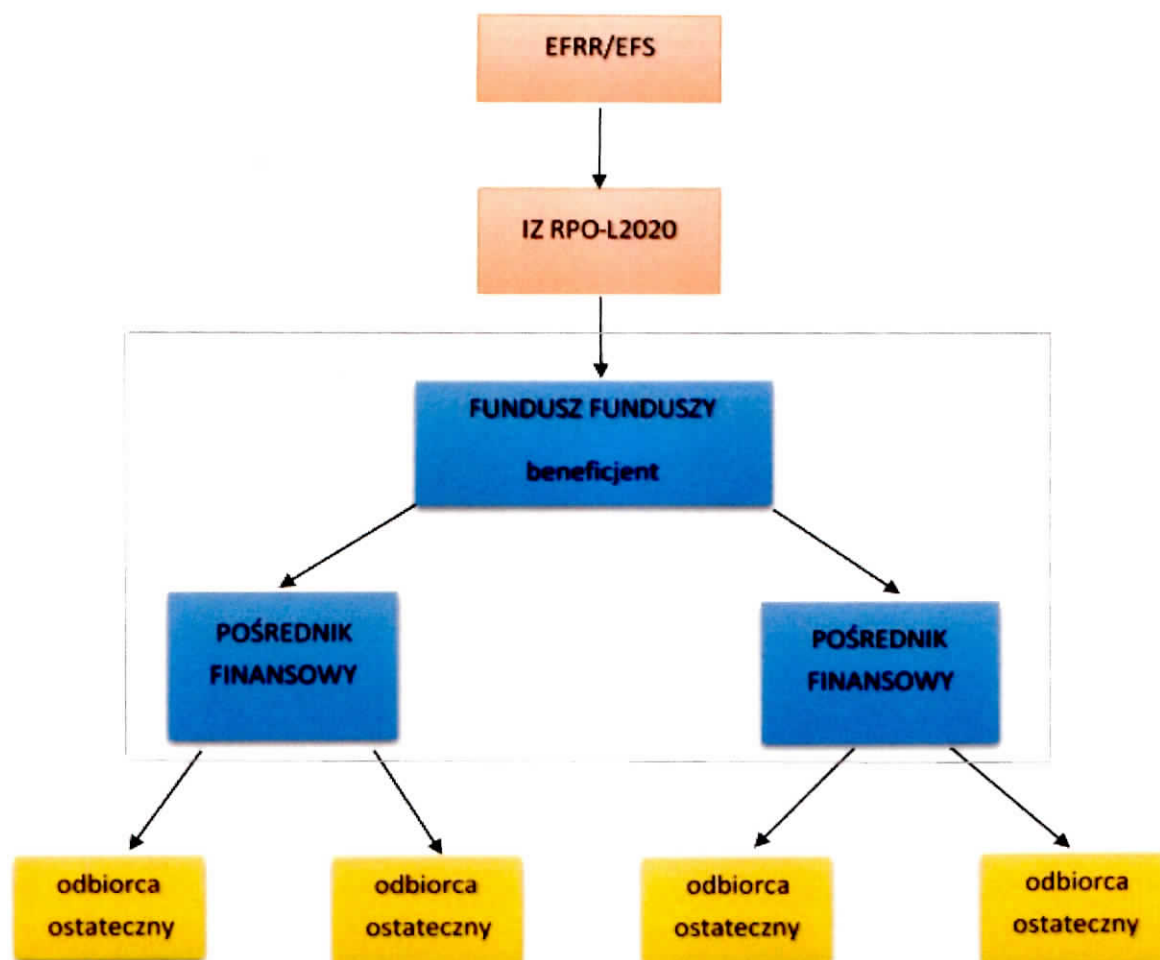 EFRR/EFS
IZ RPO-L2020
FUNDUSZ FUNDUSZY
beneficjent
POŚREDNIK
FINANSOWY
POŚREDNIK
FINANSOWY
odbiorca
ostateczny
odbiorca
ostateczny
odbiorca
ostateczny
odbiorca
ostateczny